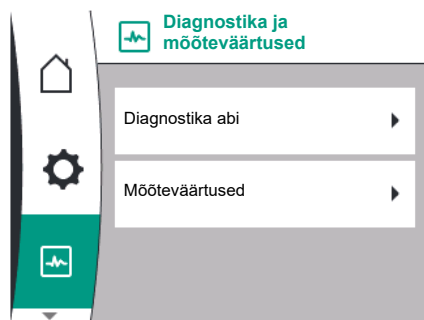 Diagnostika ja
mõõteväärtused
Diagnostika abi
Mõõteväärtused